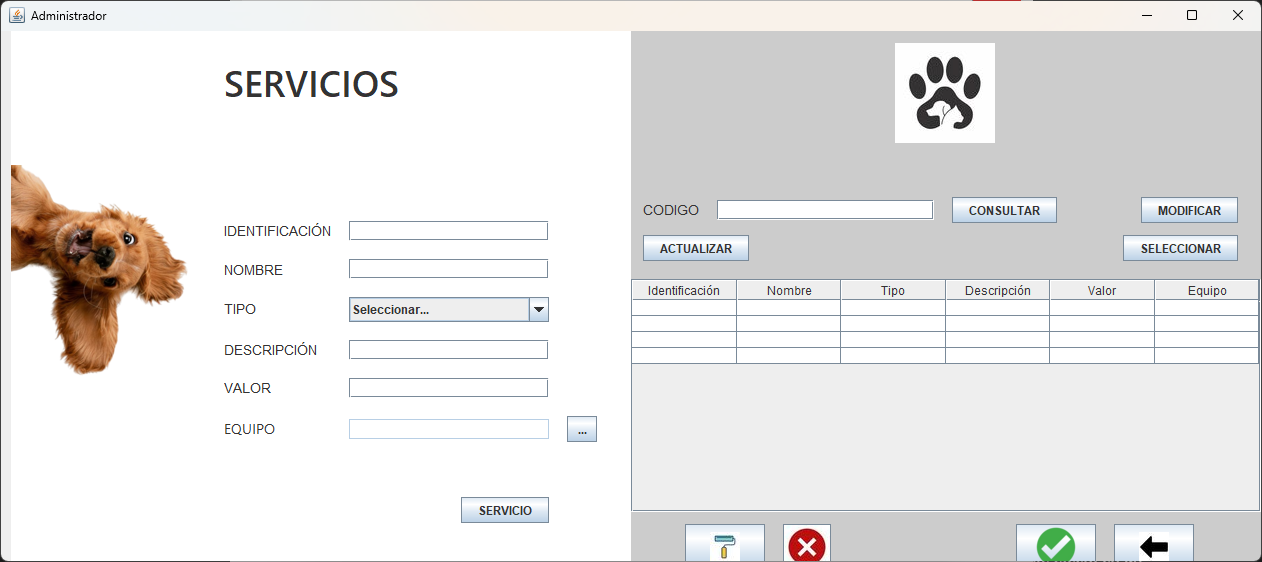 Administrador
SERVICIOS
IDENTIFICACIÓN
NOMBRE
TIPO Seleccionar...
DESCRIPCIÓN
VALOR
EQUIPO ...
SERVICIO
CODIGO CONSULTAR MODIFICAR
ACTUALIZAR SELECCIONAR
Identificación Nombre Tipo Descripción Valor Equipo